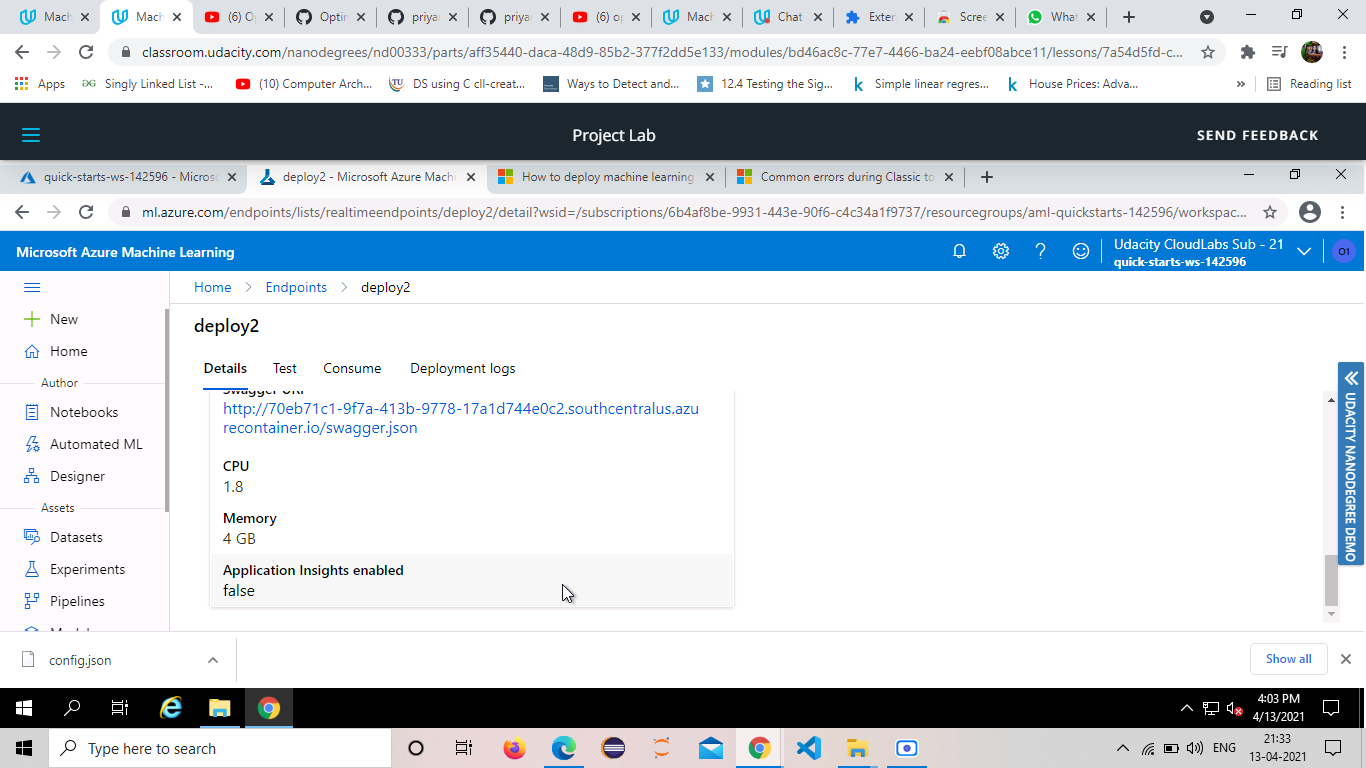 Mach
Mach
(6) O
Optir
priya
priya
(6) o
Mach
Chat
Exter
Scree
What
classroom.udacity.com/nanodegrees/nd00333/parts/aff35440-daca-48d9-85b2-377f2dd5e133/modules/bd46ac8c-77e7-4466-ba24-eebf08abce11/lessons/7a54d5fd-c...
Apps
Singly Linked List -...
(10) Computer Arch...
DS using C cll-creat...
Ways to Detect and...
12.4 Testing the Sig...
Simple linear regres...
House Prices: Adva...
»
Reading list
Project Lab
SEND FEEDBACK
quick-starts-ws-142596 - Micros
deploy2 - Microsoft Azure Machi
How to deploy machine learning
Common errors during Classic to
ml.azure.com/endpoints/lists/realtimeendpoints/deploy2/detail?wsid=/subscriptions/6b4af8be-9931-443e-90f6-c4c34a1f9737/resourcegroups/aml-quickstarts-142596/workspac...
Microsoft Azure Machine Learning
Udacity CloudLabs Sub - 21
quick-starts-ws-142596
O1
Home > Endpoints > deploy2
New
Home
Author
Notebooks
Automated ML
Designer
Assets
Datasets
Experiments
Pipelines
deploy2
Details
Test
Consume
Deployment logs
Swagger URI
http://70eb71c1-9f7a-413b-9778-17a1d744e0c2.southcentralus.azu
recontainer.io/swagger.json
CPU
1.8
Memory
4 GB
Application Insights enabled
false
UDACITY NANODEGREE DEMO
config.json
Show all
4:03 PM
4/13/2021
Type here to search
ENG
21:33
13-04-2021